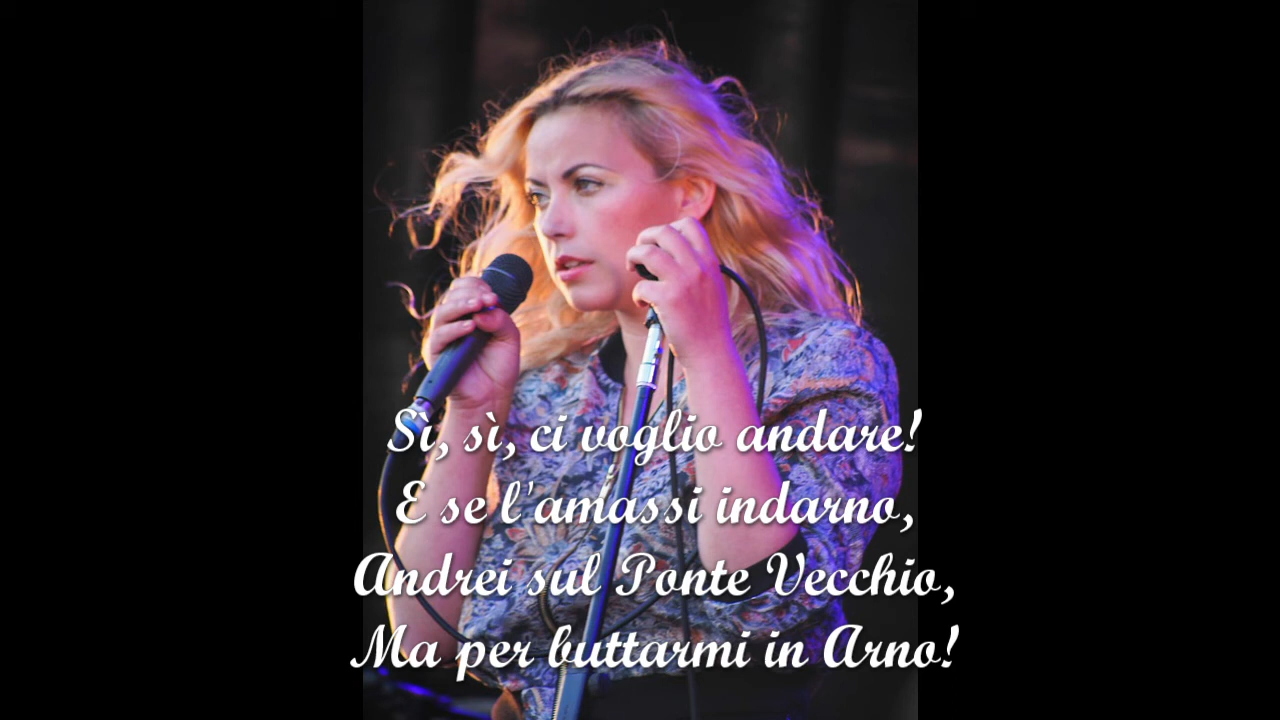 Sì, sì, ci voglio andare!
E se l'amassi indarno,
Andrei sul Ponte Vecchio,
Ma per buttarmi in Arno!